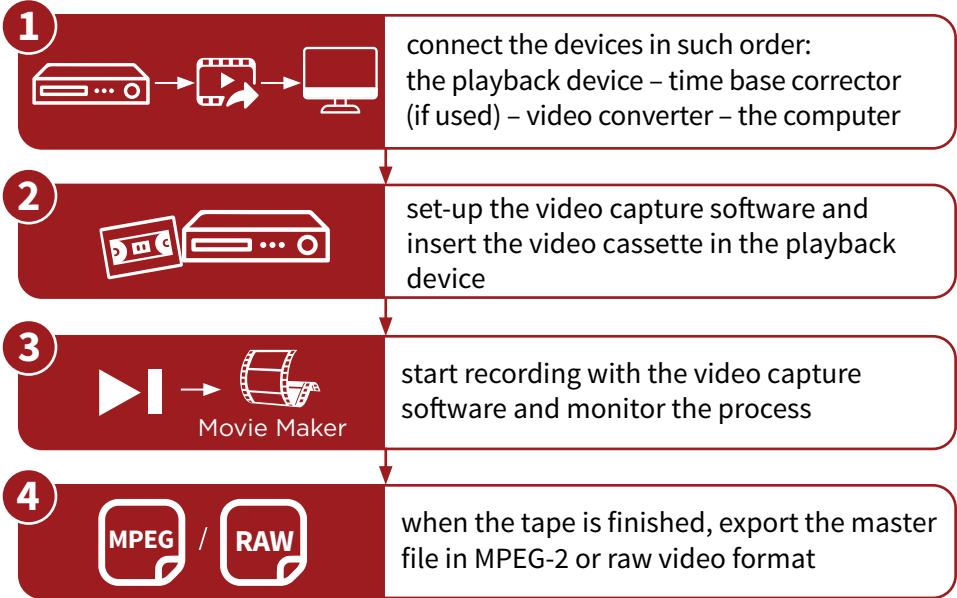 1
connect the devices in such order:
the playback device – time base corrector
(if used) – video converter – the computer
2
set-up the video capture software and
insert the video cassette in the playback
device
3
Movie Maker
start recording with the video capture
software and monitor the process
4
MPEG / RAW
when the tape is finished, export the master
file in MPEG-2 or raw video format